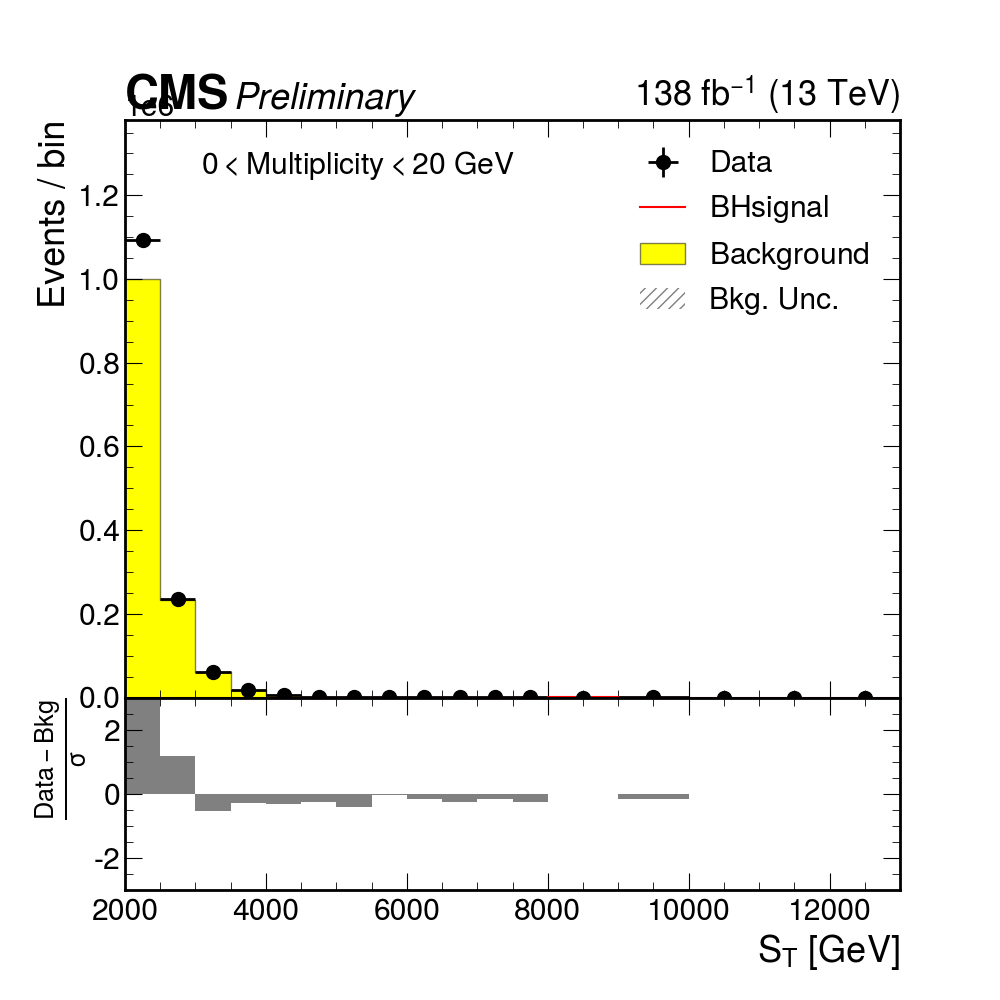 CMS Preliminary 138 fb⁻¹ (13 TeV)
1e6
Events / bin
0 < Multiplicity < 20 GeV
Data
BHsignal
Background
Bkg. Unc.
1.2
1.0
0.8
0.6
0.4
0.2
0.0
Data – Bkg
σ
2
0
-2
2000 4000 6000 8000 10000 12000
S_T [GeV]